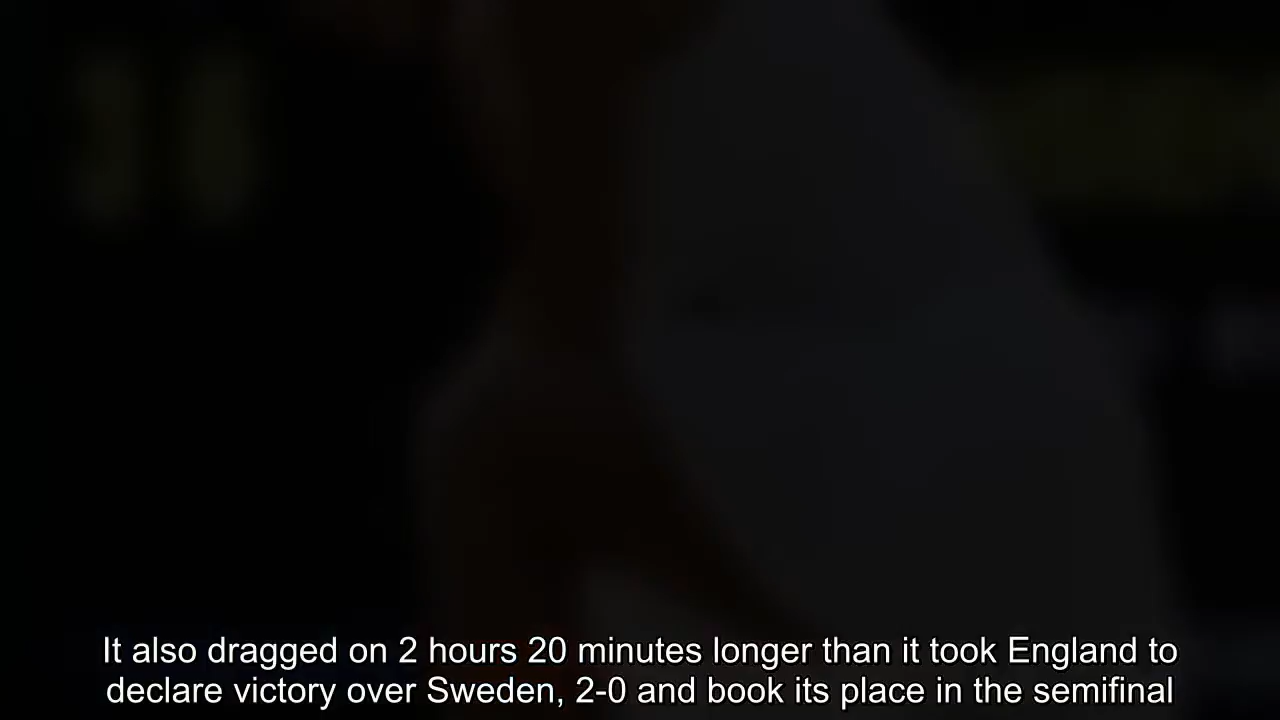 It also dragged on 2 hours 20 minutes longer than it took England to
declare victory over Sweden, 2-0 and book its place in the semifinal